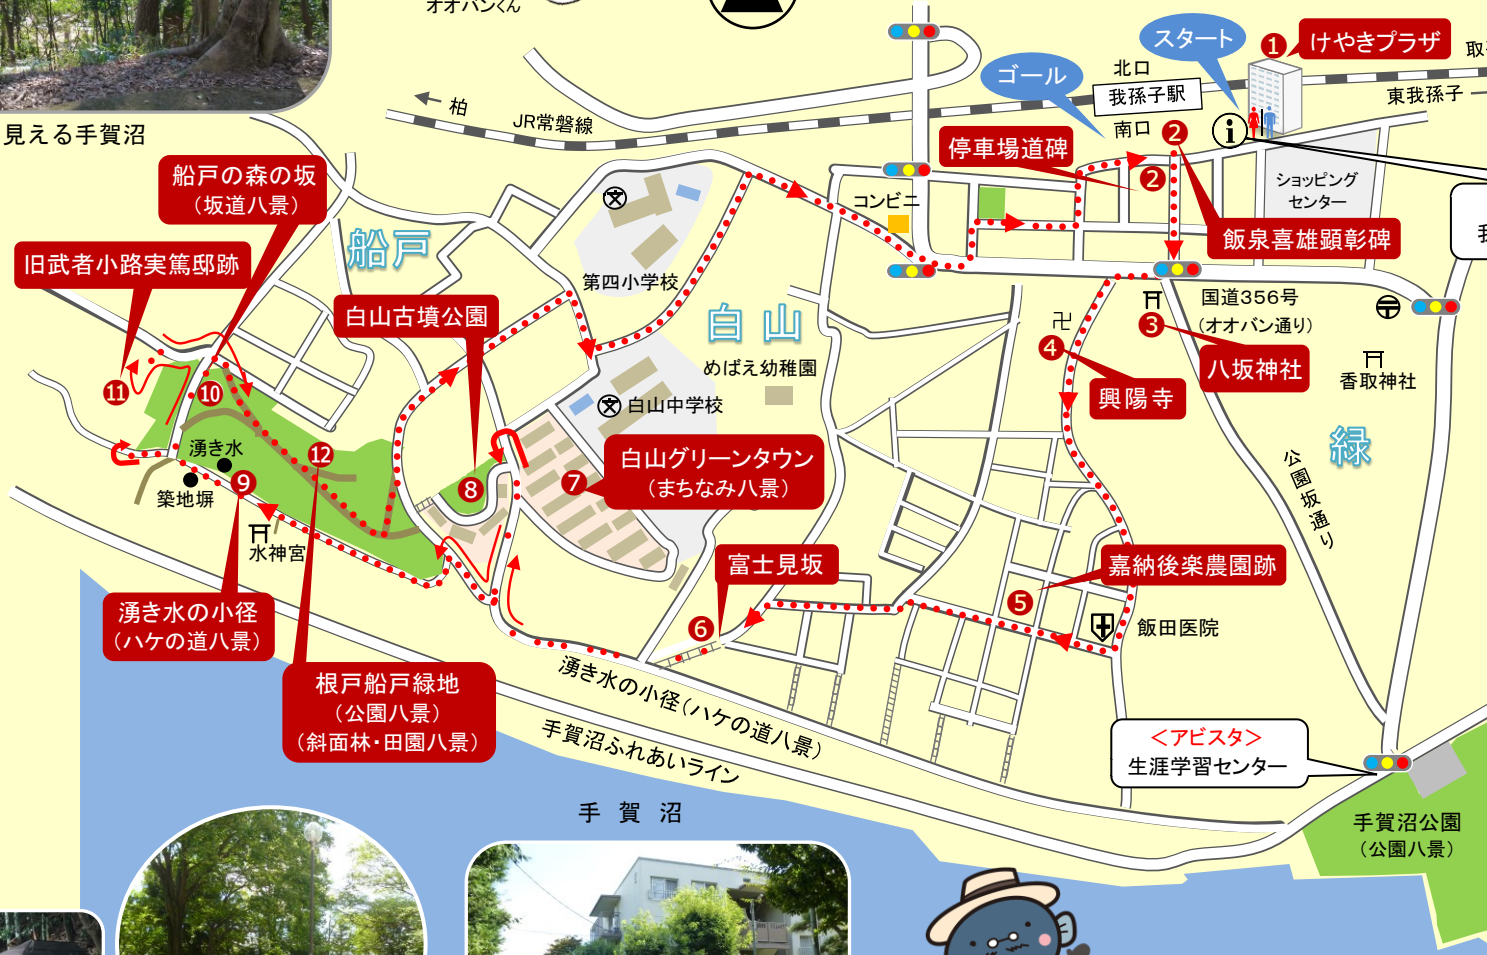 オオバンくん
見える手賀沼
スタート
❶
けやきプラザ
ゴール
北口
我孫子駅
南口
東我孫子
柏
JR常磐線
停車場道碑
❷
❷
ショッピング
センター
飯泉喜雄顕彰碑
コンビニ
船戸の森の坂
（坂道八景）
旧武者小路実篤邸跡
船戸
第四小学校
白山古墳公園
白山
めばえ幼稚園
白山中学校
国道356号
（オオバン通り）
❸
八坂神社
卍
❹
興陽寺
香取神社
緑
公園坂通り
⓫
❿
湧き水
築地塀
❾
⓬
水神宮
❽
❼
白山グリーンタウン
（まちなみ八景）
富士見坂
❻
嘉納後楽農園跡
❺
飯田医院
湧き水の小径
（ハケの道八景）
根戸船戸緑地
（公園八景）
（斜面林・田園八景）
湧き水の小径（ハケの道八景）
手賀沼ふれあいライン
手賀沼
＜アビスタ＞
生涯学習センター
手賀沼公園
（公園八景）